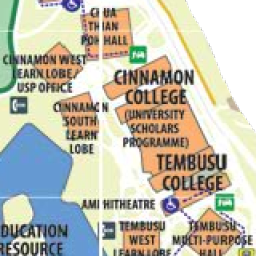 CHUA
THIAN
POH HALL
CINNAMON WEST
LEARN LOBE/
USP OFFICE
CINNAMON
COLLEGE
(UNIVERSITY
SCHOLARS
PROGRAMME)
CINNAMON
SOUTH
LEARN
LOBE
TEMBUSU
COLLEGE
AMPHITHEATRE
EDUCATION
RESOURCE
TEMBUSU
WEST
LEARN LOBE
TEMBUSU
MULTI-PURPOSE
HALL